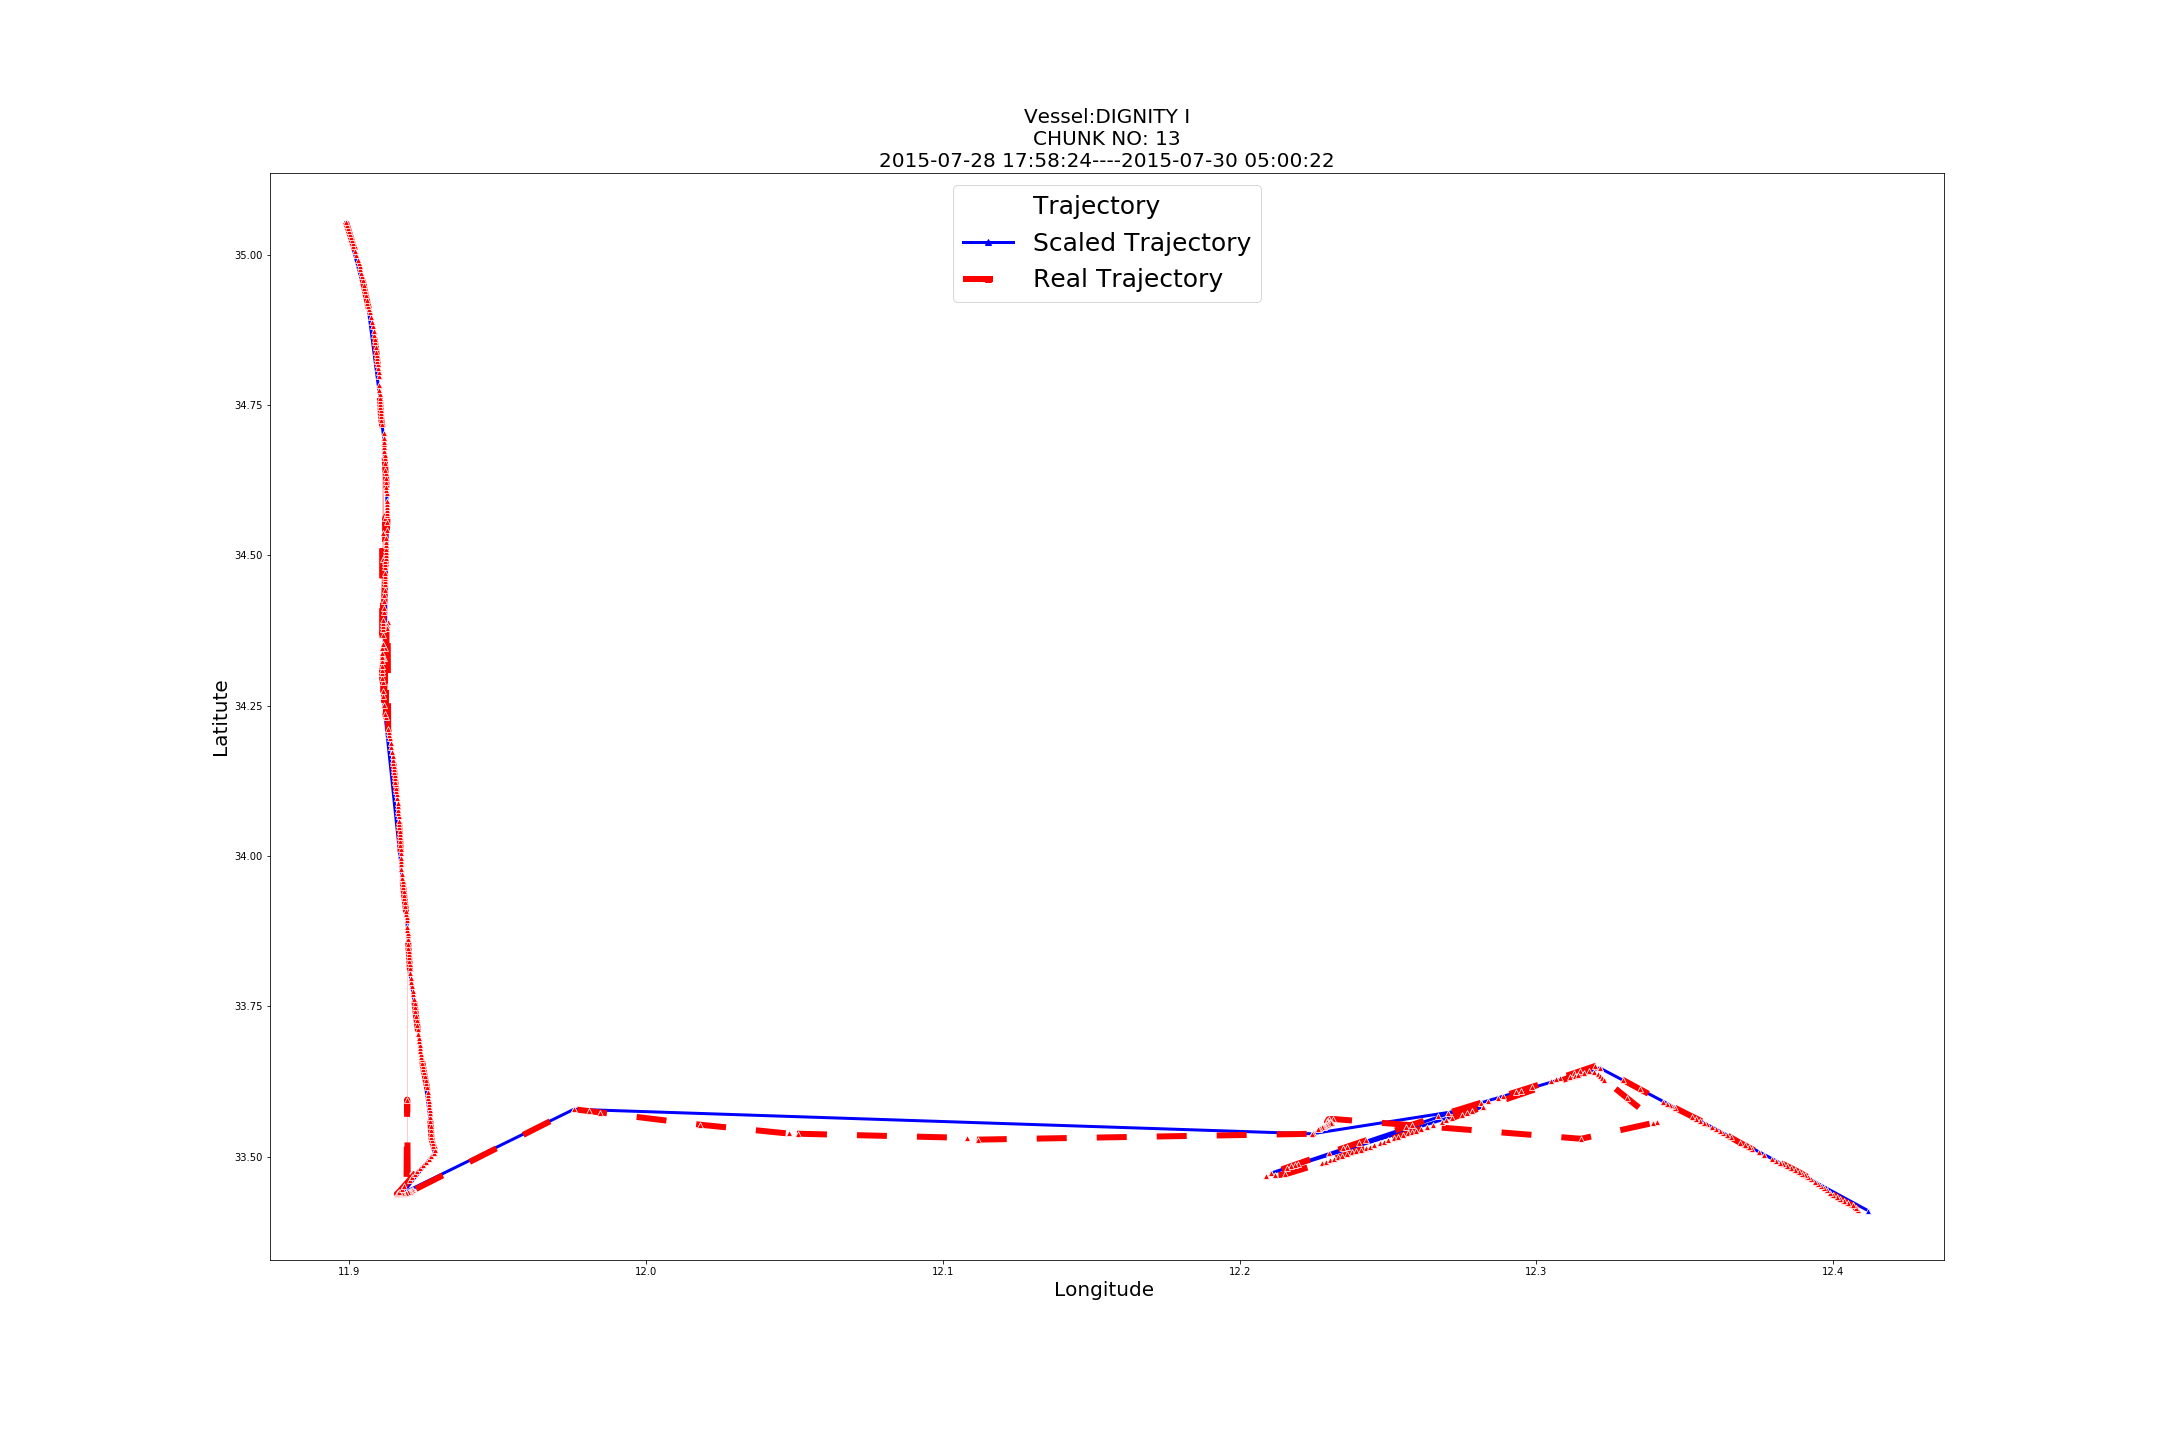 Vessel:DIGNITY I
CHUNK NO: 13
2015-07-28 17:58:24----2015-07-30 05:00:22
Trajectory
Scaled Trajectory
Real Trajectory
35.00
34.75
34.50
34.25
34.00
33.75
33.50
Latitute
11.9
12.0
12.1
12.2
12.3
12.4
Longitude